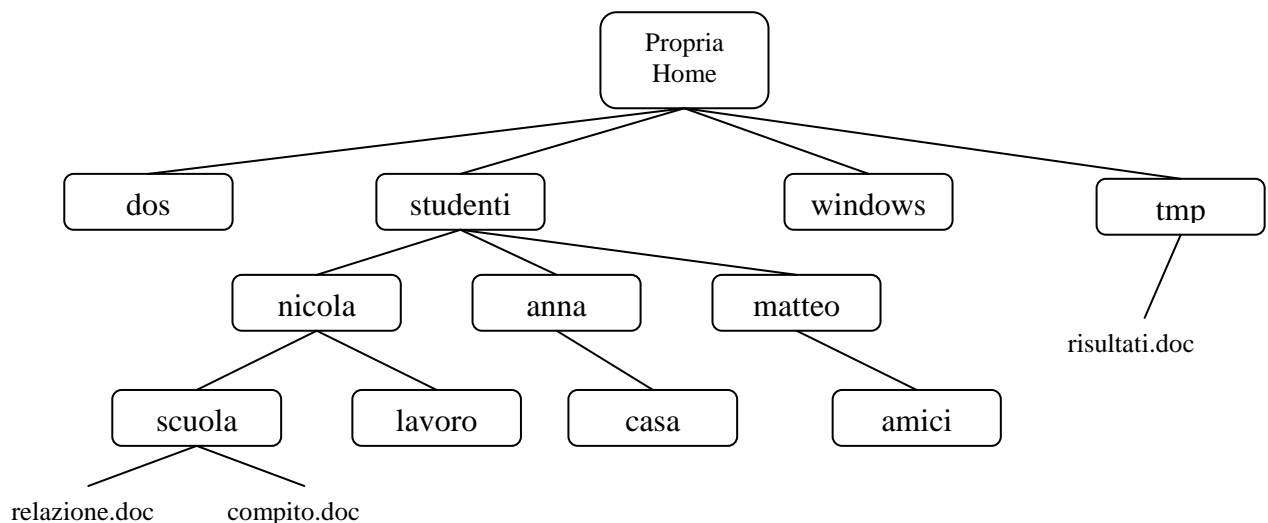 Propria
Home
dos
studenti
windows
tmp
nicola
anna
matteo
risultati.doc
scuola
lavoro
casa
amici
relazione.doc
compito.doc